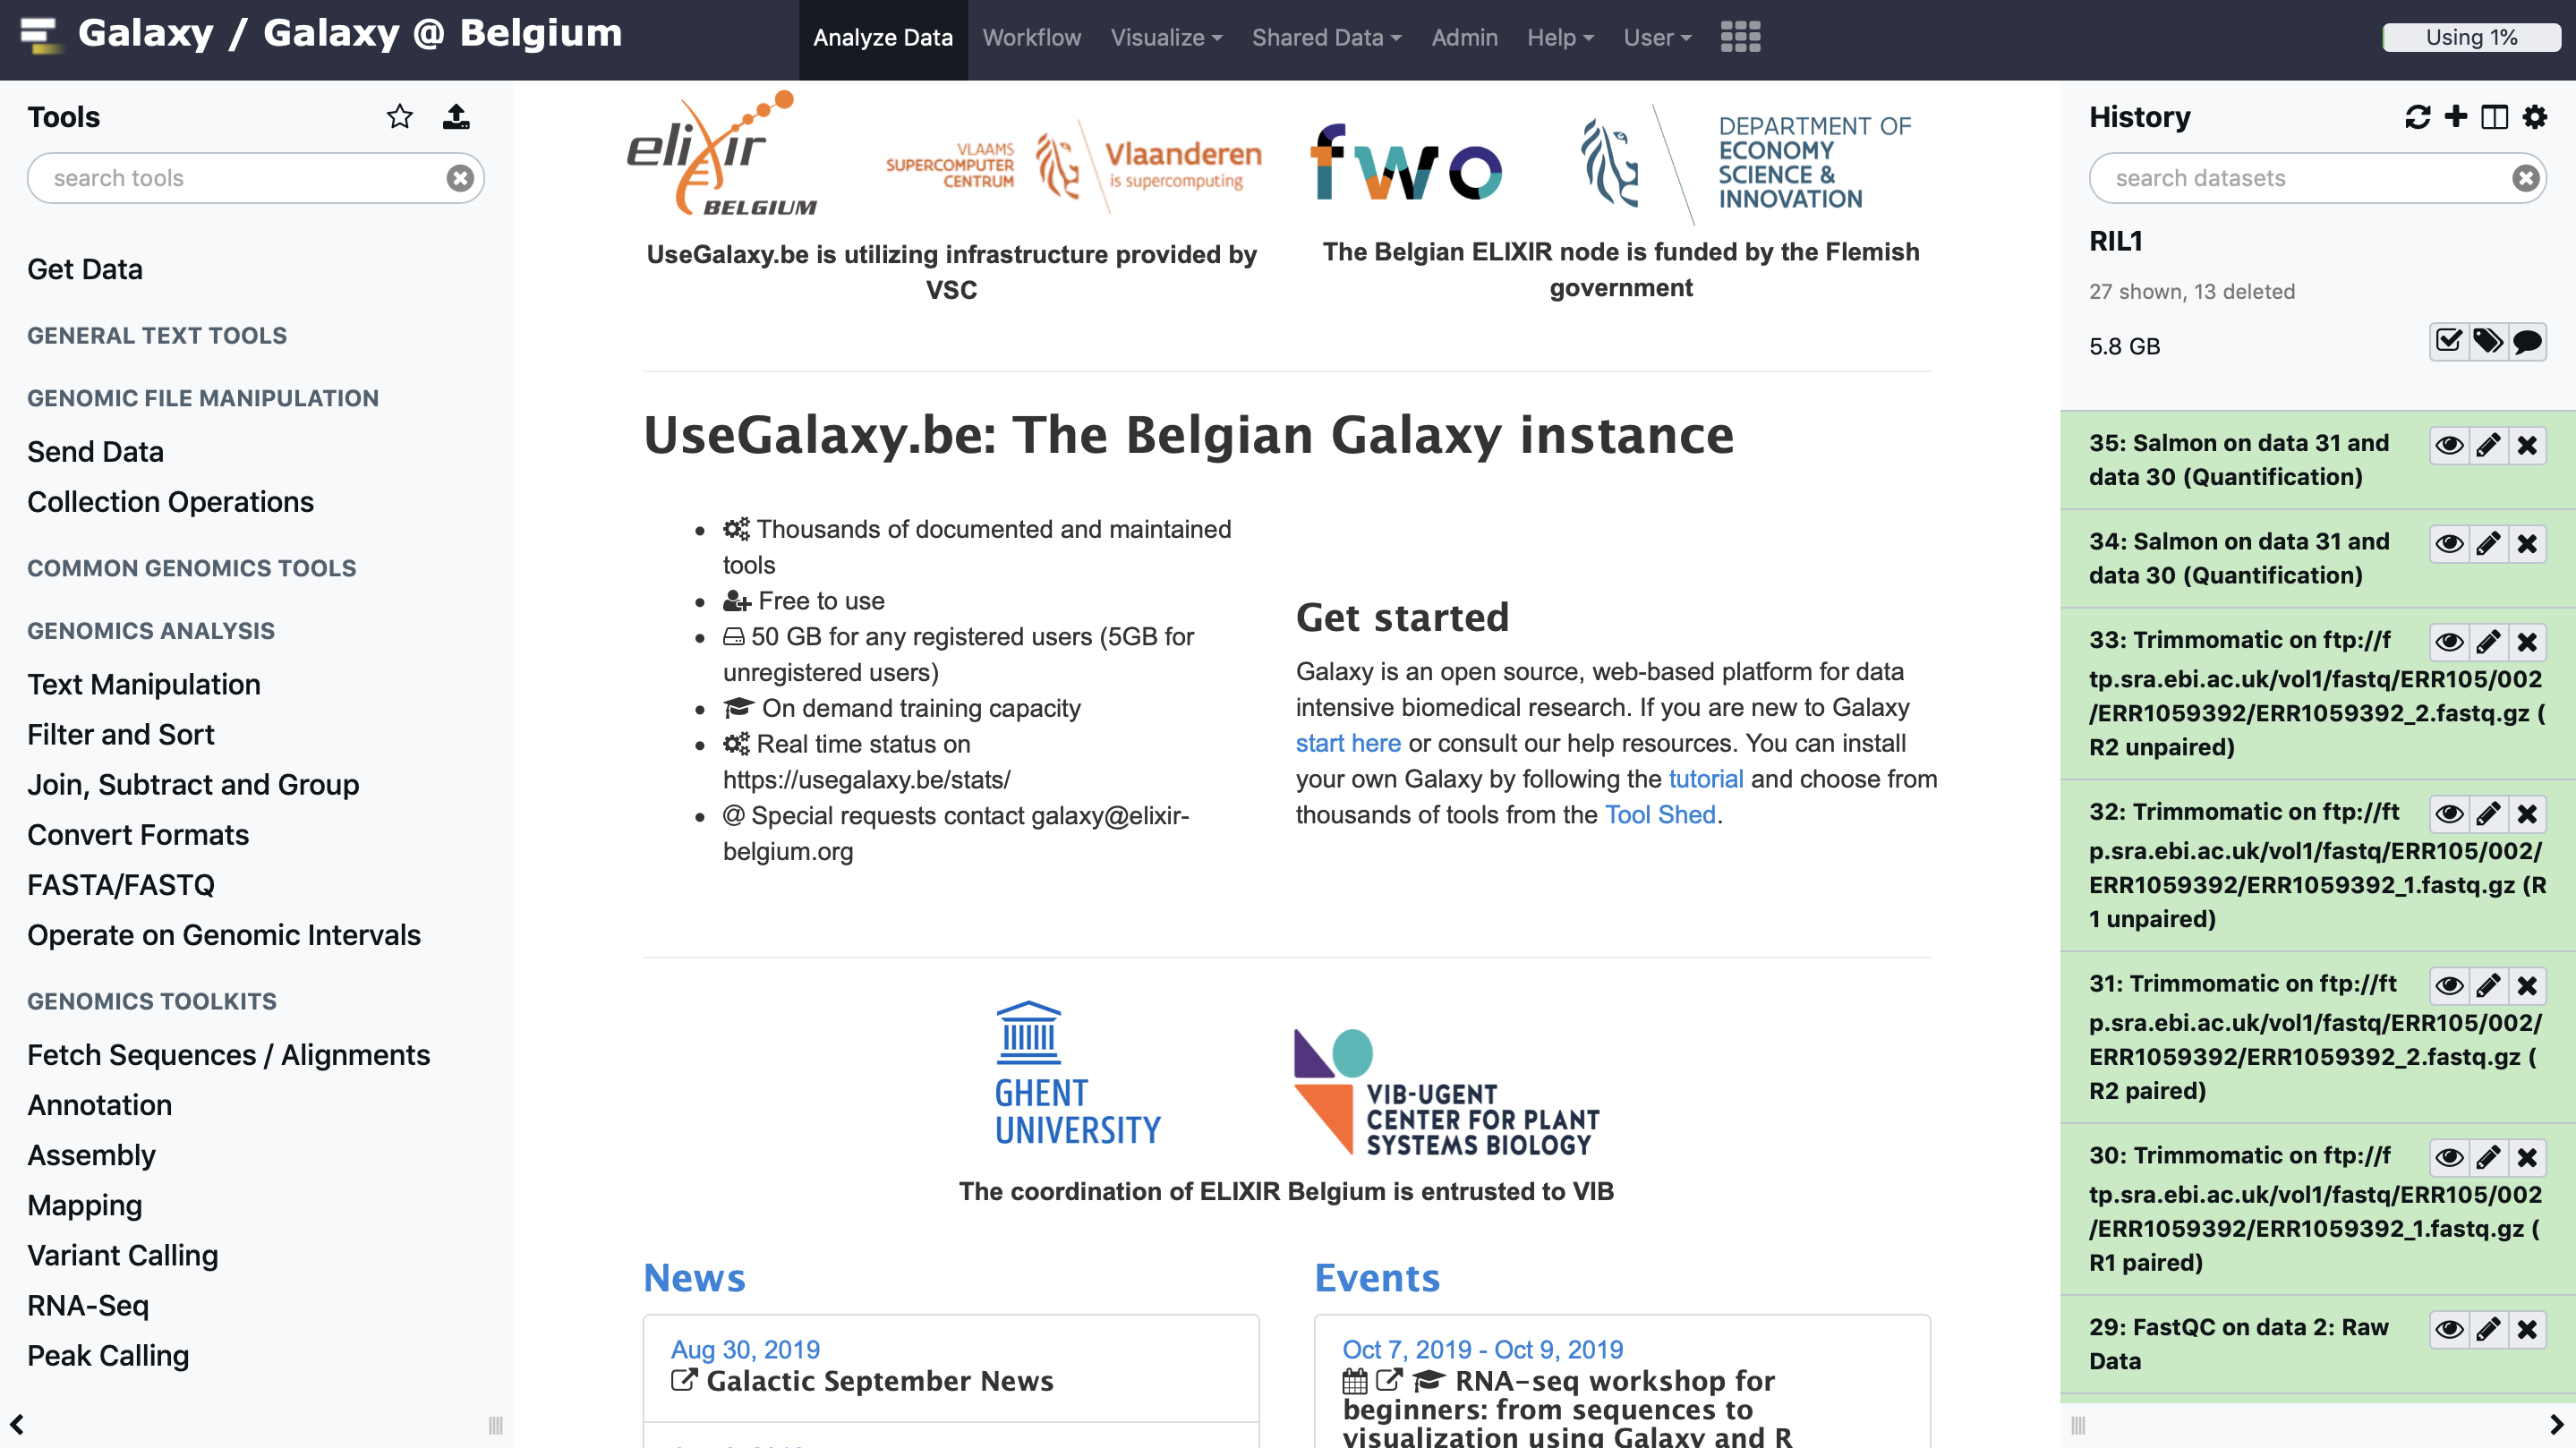 Galaxy / Galaxy @ Belgium
Analyze Data
Workflow
Visualize
Shared Data
Admin
Help
User
Using 1%
Tools
search tools
Get Data
GENERAL TEXT TOOLS
GENOMIC FILE MANIPULATION
Send Data
Collection Operations
COMMON GENOMICS TOOLS
GENOMICS ANALYSIS
Text Manipulation
Filter and Sort
Join, Subtract and Group
Convert Formats
FASTA/FASTQ
Operate on Genomic Intervals
GENOMICS TOOLKITS
Fetch Sequences / Alignments
Annotation
Assembly
Mapping
Variant Calling
RNA-Seq
Peak Calling
elixir
BELGIUM
VLAAMS
SUPERCOMPUTER
CENTRUM
Vlaanderen
is supercomputing
UseGalaxy.be is utilizing infrastructure provided by
VSC
fwo
DEPARTMENT OF
ECONOMY
SCIENCE &
INNOVATION
The Belgian ELIXIR node is funded by the Flemish
government
UseGalaxy.be: The Belgian Galaxy instance
Thousands of documented and maintained
tools
Free to use
50 GB for any registered users (5GB for
unregistered users)
On demand training capacity
Real time status on
https://usegalaxy.be/stats/
@ Special requests contact galaxy@elixir-
belgium.org
Get started
Galaxy is an open source, web-based platform for data
intensive biomedical research. If you are new to Galaxy
start here or consult our help resources. You can install
your own Galaxy by following the tutorial and choose from
thousands of tools from the Tool Shed.
GHENT
UNIVERSITY
VIB-UGENT
CENTER FOR PLANT
SYSTEMS BIOLOGY
The coordination of ELIXIR Belgium is entrusted to VIB
News
Aug 30, 2019
Galactic September News
Events
Oct 7, 2019 - Oct 9, 2019
RNA-seq workshop for
beginners: from sequences to
visualization using Galaxy and R
History
search datasets
RIL1
27 shown, 13 deleted
5.8 GB
35: Salmon on data 31 and
data 30 (Quantification)
34: Salmon on data 31 and
data 30 (Quantification)
33: Trimmomatic on ftp://f
tp.sra.ebi.ac.uk/vol1/fastq/ERR105/002
/ERR1059392/ERR1059392_2.fastq.gz (
R2 unpaired)
32: Trimmomatic on ftp://ft
p.sra.ebi.ac.uk/vol1/fastq/ERR105/002/
ERR1059392/ERR1059392_1.fastq.gz (R
1 unpaired)
31: Trimmomatic on ftp://ft
p.sra.ebi.ac.uk/vol1/fastq/ERR105/002/
ERR1059392/ERR1059392_2.fastq.gz (
R2 paired)
30: Trimmomatic on ftp://f
tp.sra.ebi.ac.uk/vol1/fastq/ERR105/002
/ERR1059392/ERR1059392_1.fastq.gz (
R1 paired)
29: FastQC on data 2: Raw
Data